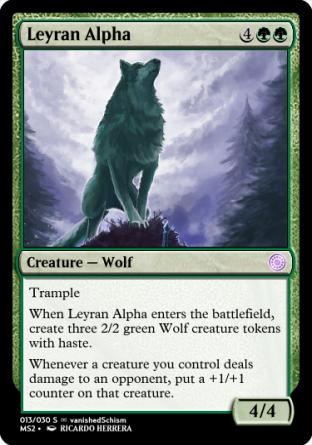 Leyran Alpha 4
Creature — Wolf
Trample
When Leyran Alpha enters the battlefield,
create three 2/2 green Wolf creature tokens
with haste.
Whenever a creature you control deals
damage to an opponent, put a +1/+1
counter on that creature.
4/4
013/030 S ∞ vanishedSchism
MS2 • RICARDO HERRERA